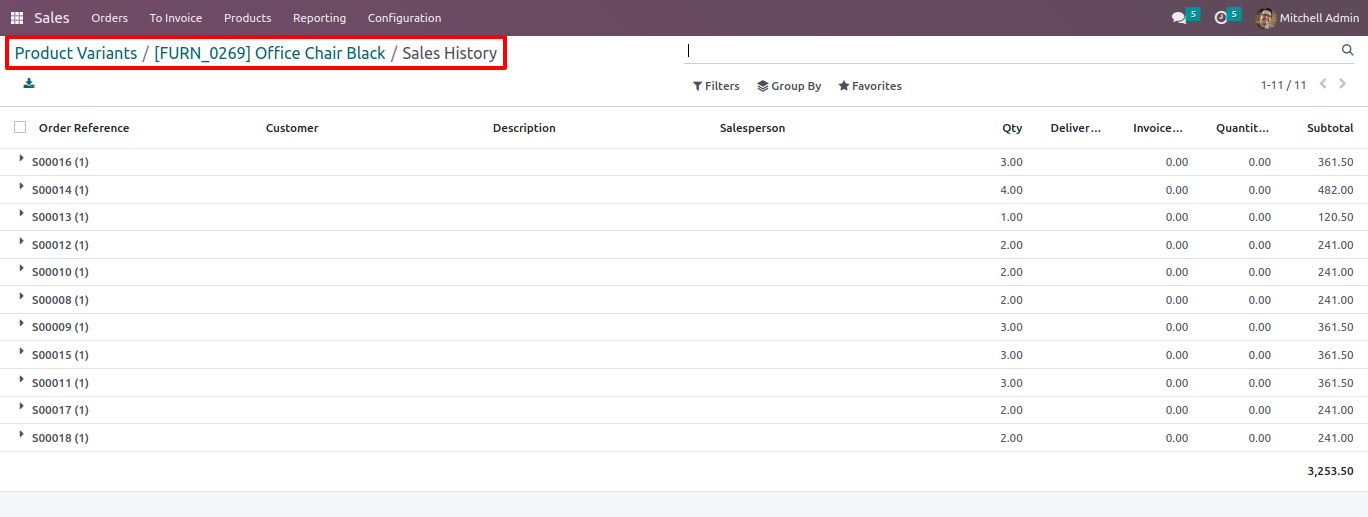 Sales Orders To Invoice Products Reporting Configuration 5 5 Mitchell Admin
Product Variants / [FURN_0269] Office Chair Black / Sales History
Filters Group By Favorites 1-11 / 11
Order Reference Customer Description Salesperson Qty Deliver... Invoice... Quantit... Subtotal
S00016 (1) 3.00 0.00 0.00 361.50
S00014 (1) 4.00 0.00 0.00 482.00
S00013 (1) 1.00 0.00 0.00 120.50
S00012 (1) 2.00 0.00 0.00 241.00
S00010 (1) 2.00 0.00 0.00 241.00
S00008 (1) 2.00 0.00 0.00 241.00
S00009 (1) 3.00 0.00 0.00 361.50
S00015 (1) 3.00 0.00 0.00 361.50
S00011 (1) 3.00 0.00 0.00 361.50
S00017 (1) 2.00 0.00 0.00 241.00
S00018 (1) 2.00 0.00 0.00 241.00
3,253.50